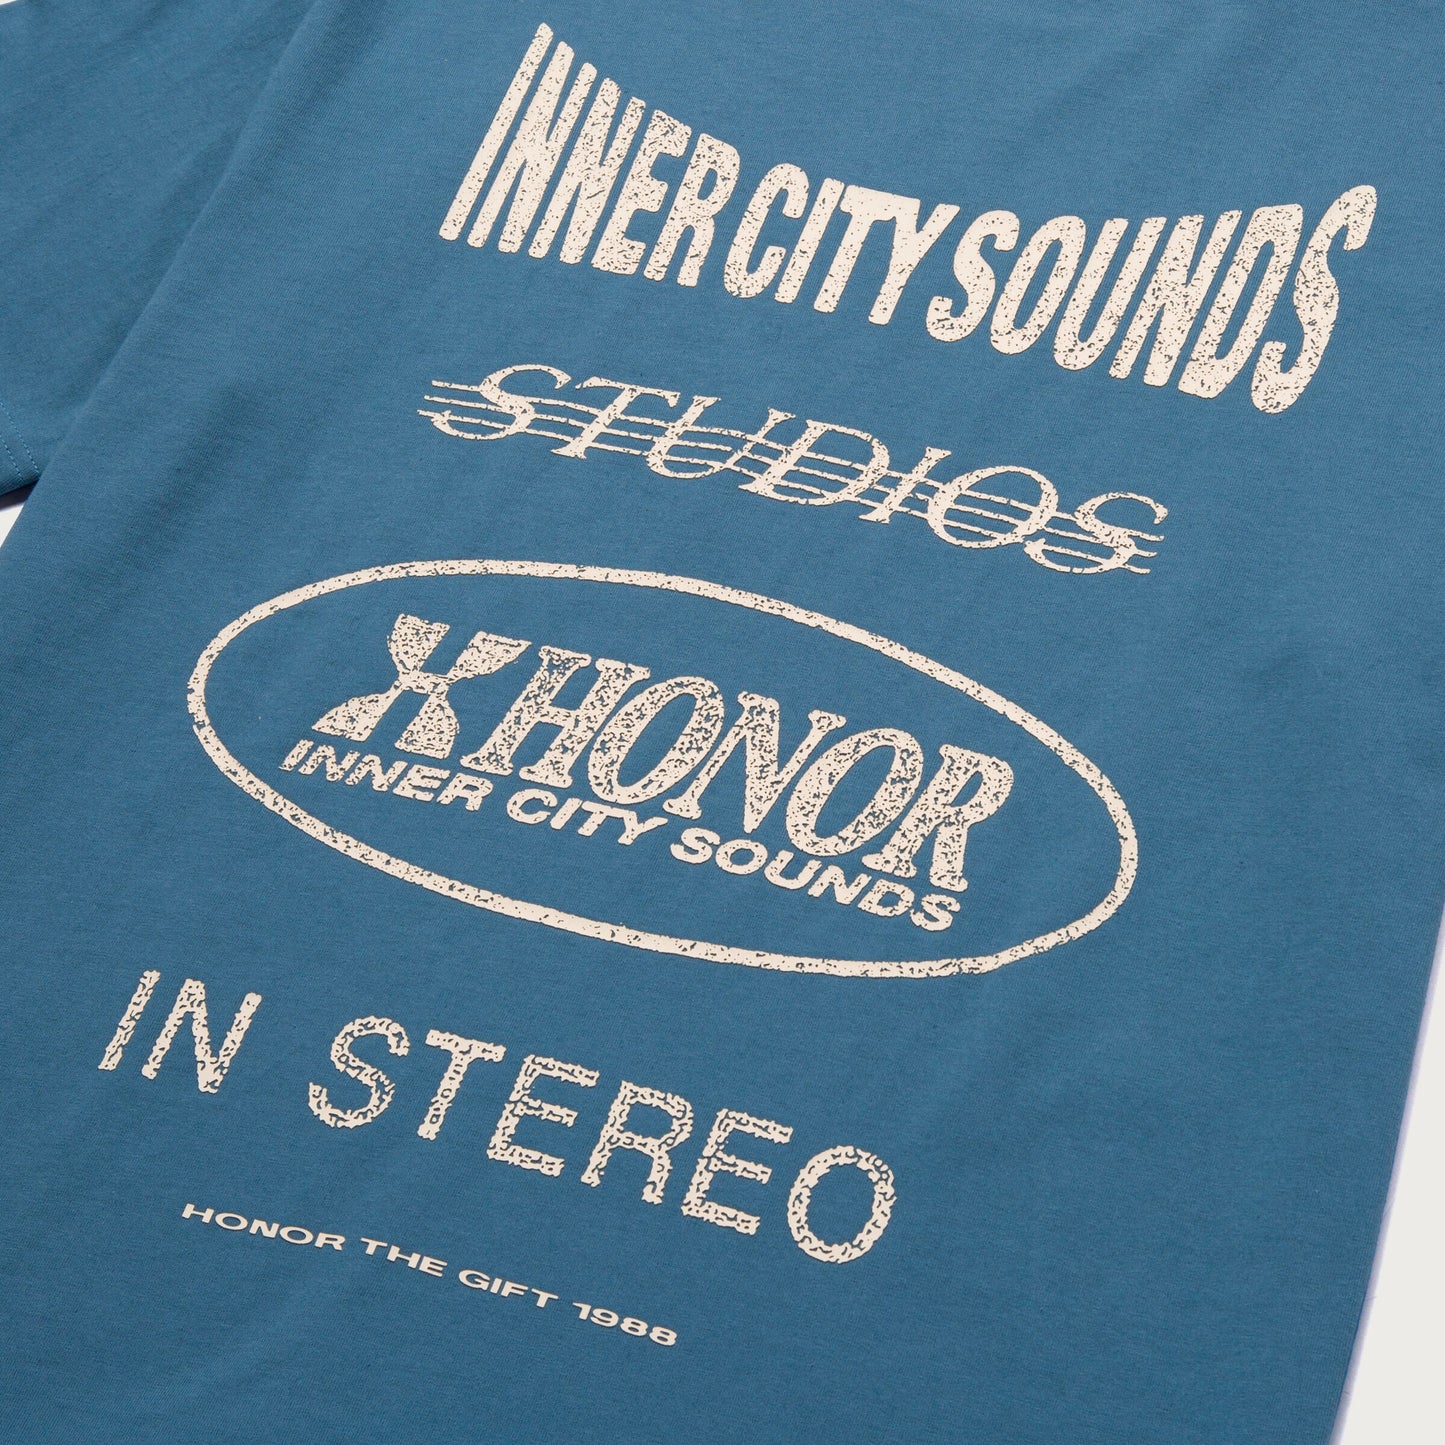 INNER CITY SOUNDS
STUDIOS
HONOR
INNER CITY SOUNDS
IN STEREO
HONOR THE GIFT 1988